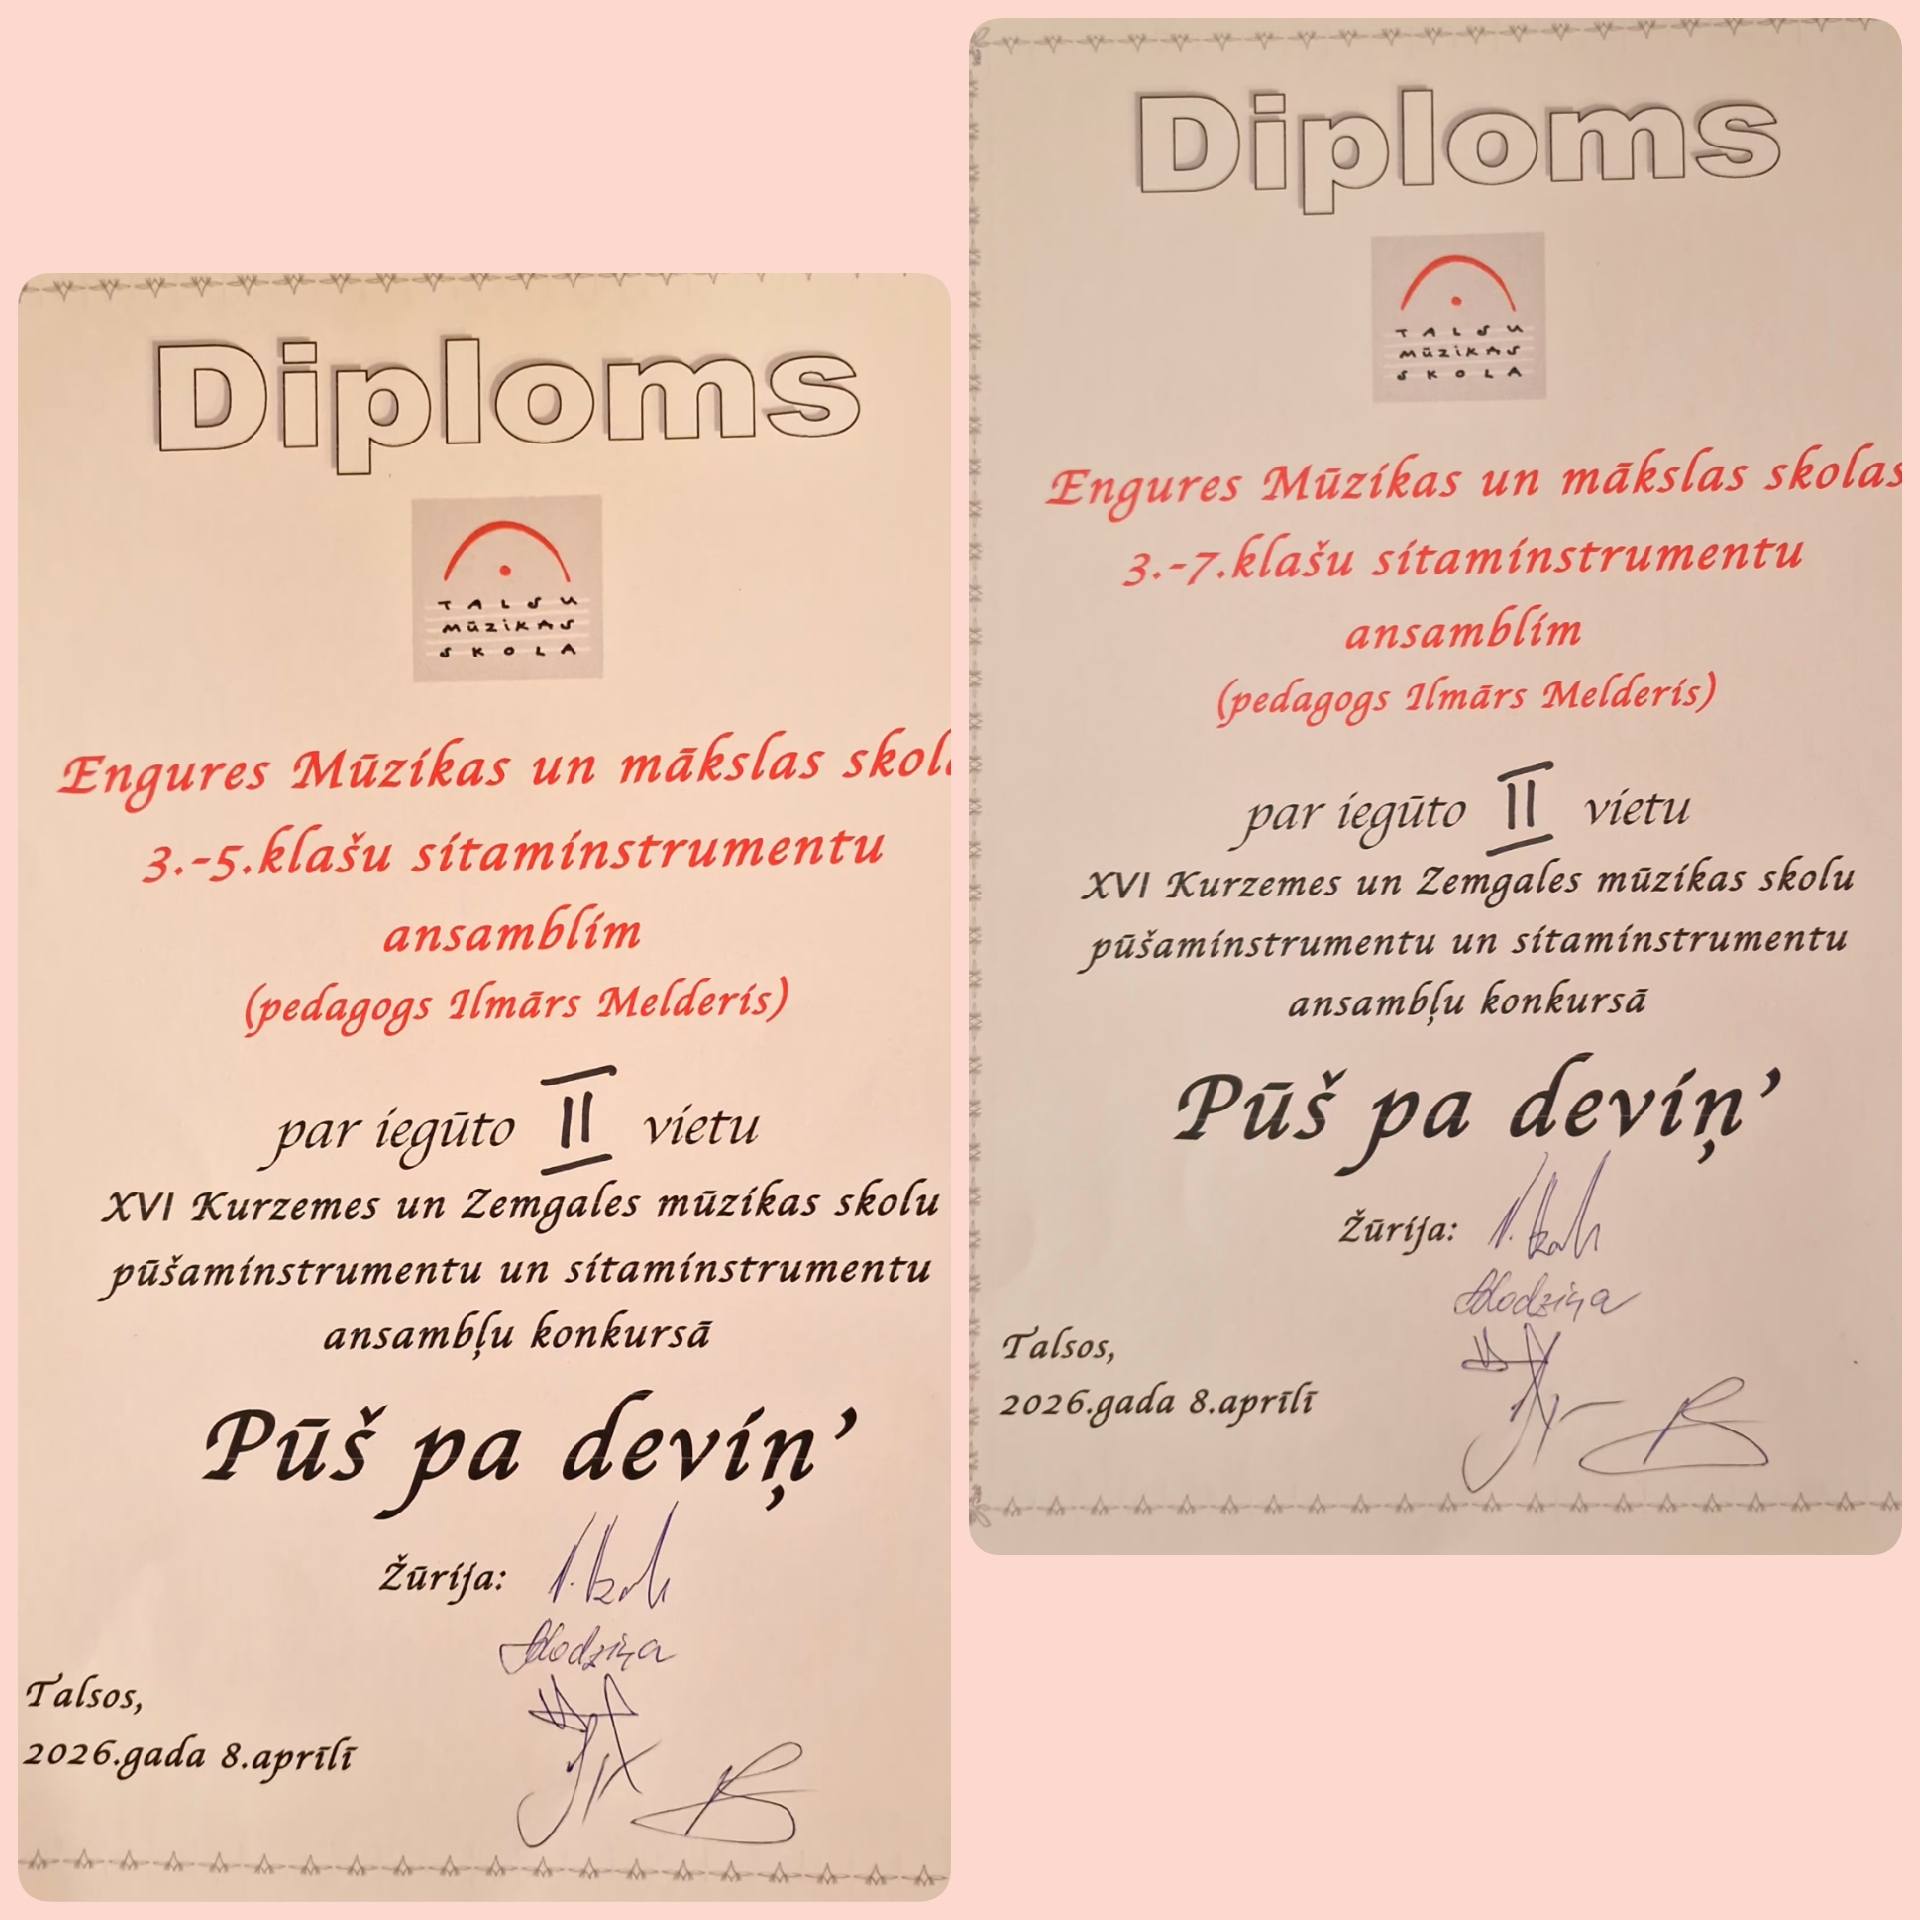 Diploms
TALSU
MŪZIKAS
SKOLA
Engures Mūzikas un mākslas
3.-5.klašu sitaminstrumentu
ansamblim
(pedagogs Ilmārs Melderis)
par iegūto II vietu
XVI Kurzemes un Zemgales mūzikas skolu
pūšaminstrumentu un sitaminstrumentu
ansambļu konkursā
Pūš pa deviņ'
Žūrija:
Talsos,
2026.gada 8.aprīlī
Diploms
TALSU
MŪZIKAS
SKOLA
Engures Mūzikas un mākslas skolas
3.-7.klašu sitaminstrumentu
ansamblim
(pedagogs Ilmārs Melderis)
par iegūto II vietu
XVI Kurzemes un Zemgales mūzikas skolu
pūšaminstrumentu un sitaminstrumentu
ansambļu konkursā
Pūš pa deviņ'
Žūrija:
Talsos,
2026.gada 8.aprīlī